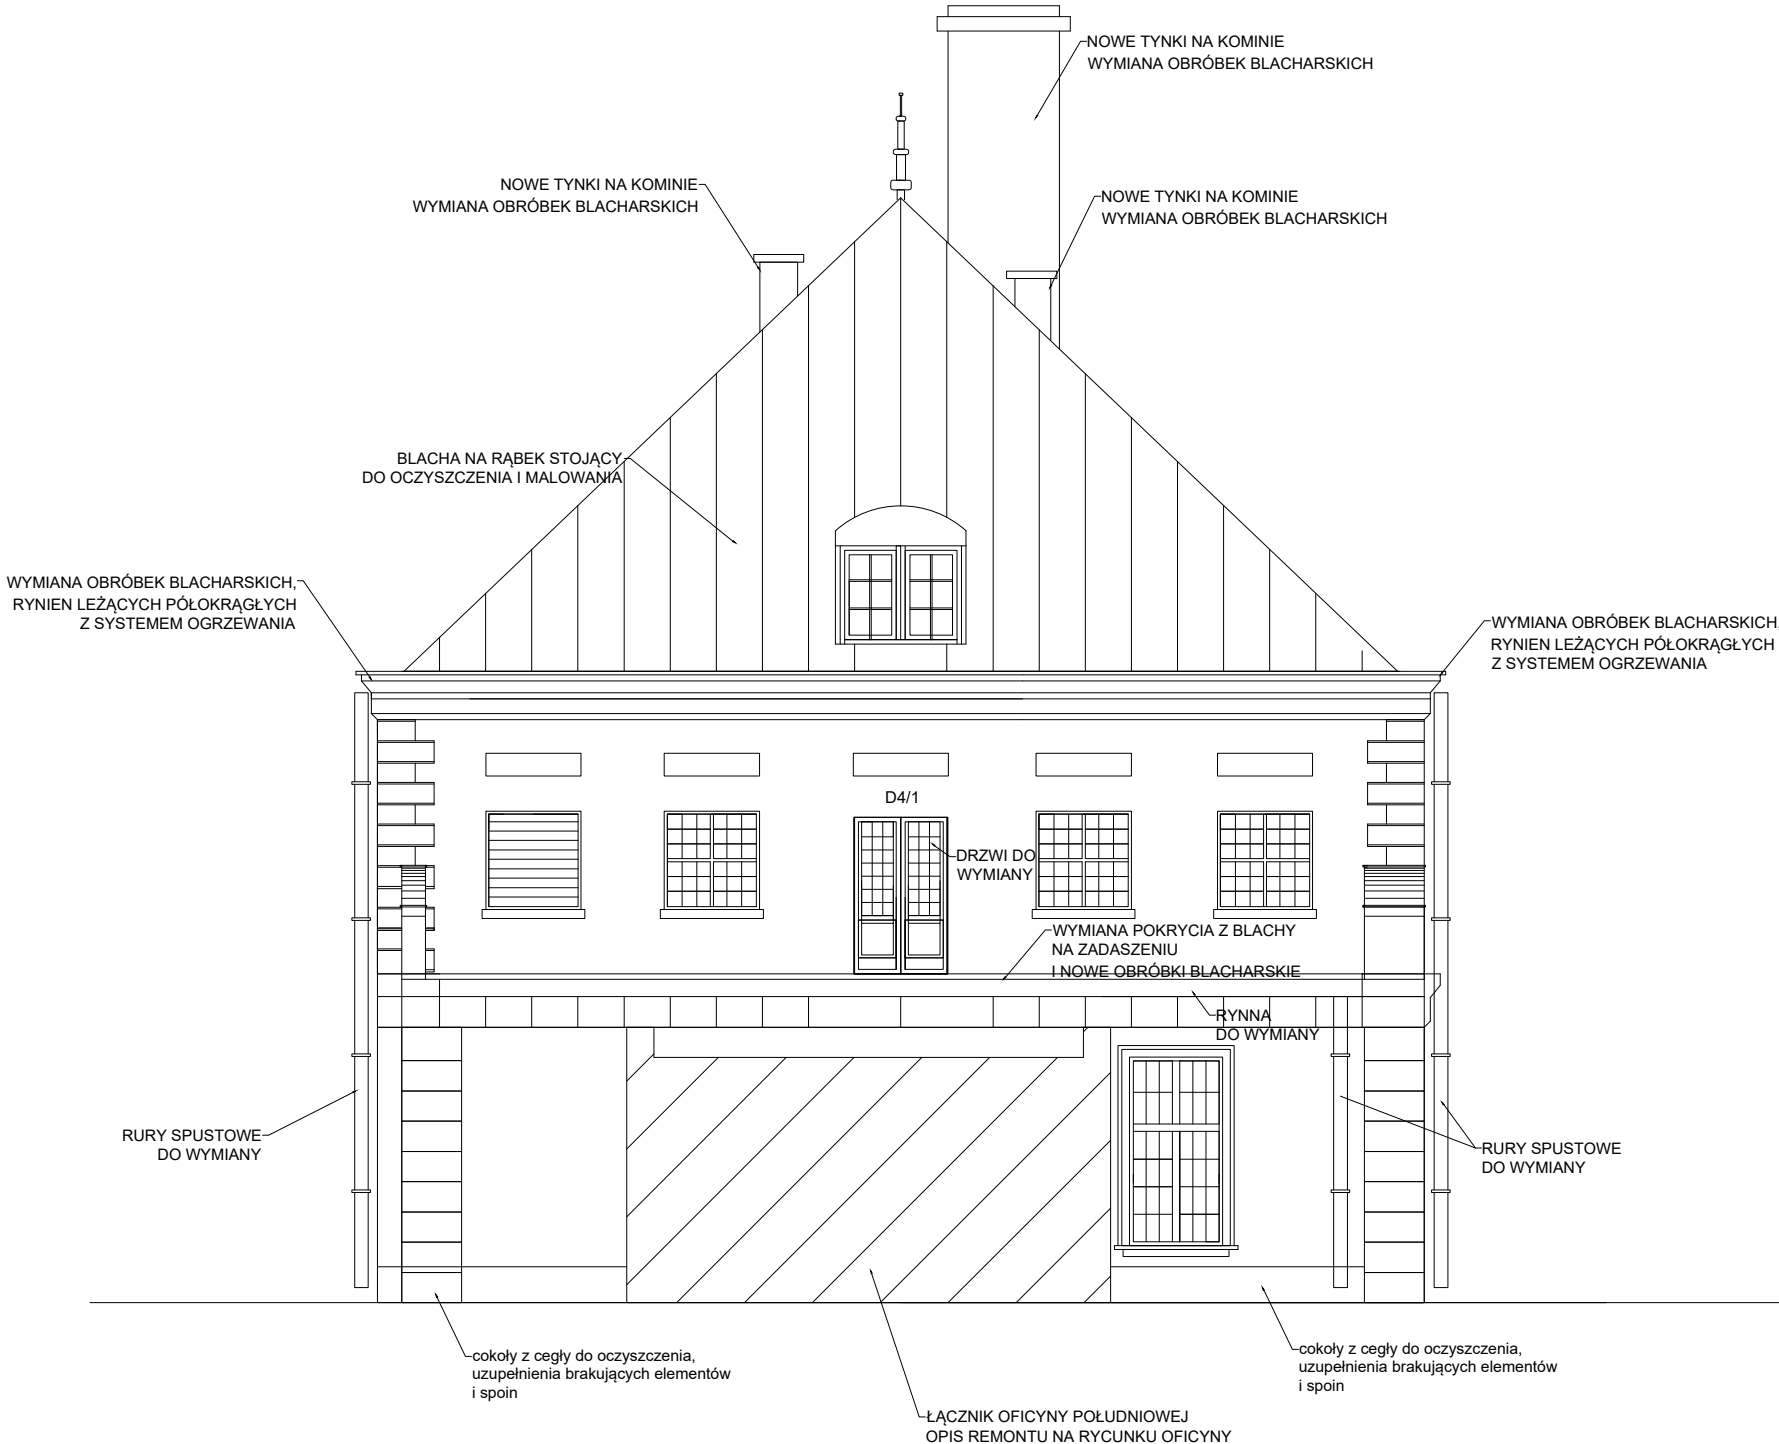 NOWE TYNKI NA KOMINIE
WYMIANA OBRÓBEK BLACHARSKICH
NOWE TYNKI NA KOMINIE
WYMIANA OBRÓBEK BLACHARSKICH
NOWE TYNKI NA KOMINIE
WYMIANA OBRÓBEK BLACHARSKICH
BLACHA NA RĄBEK STOJĄCY
DO OCZYSZCZENIA I MALOWANIA
WYMIANA OBRÓBEK BLACHARSKICH,
RYNIEN LEŻĄCYCH PÓŁOKRĄGŁYCH
Z SYSTEMEM OGRZEWANIA
WYMIANA OBRÓBEK BLACHARSKICH,
RYNIEN LEŻĄCYCH PÓŁOKRĄGŁYCH
Z SYSTEMEM OGRZEWANIA
D4/1
DRZWI DO
WYMIANY
WYMIANA POKRYCIA Z BLACHY
NA ZADASZENIU
I NOWE OBRÓBKI BLACHARSKIE
RYNNA
DO WYMIANY
RURY SPUSTOWE
DO WYMIANY
RURY SPUSTOWE
DO WYMIANY
cokoły z cegły do oczyszczenia,
uzupełnienia brakujących elementów
i spoin
cokoły z cegły do oczyszczenia,
uzupełnienia brakujących elementów
i spoin
ŁĄCZNIK OFICYNY POŁUDNIOWEJ
OPIS REMONTU NA RYCUNKU OFICYNY